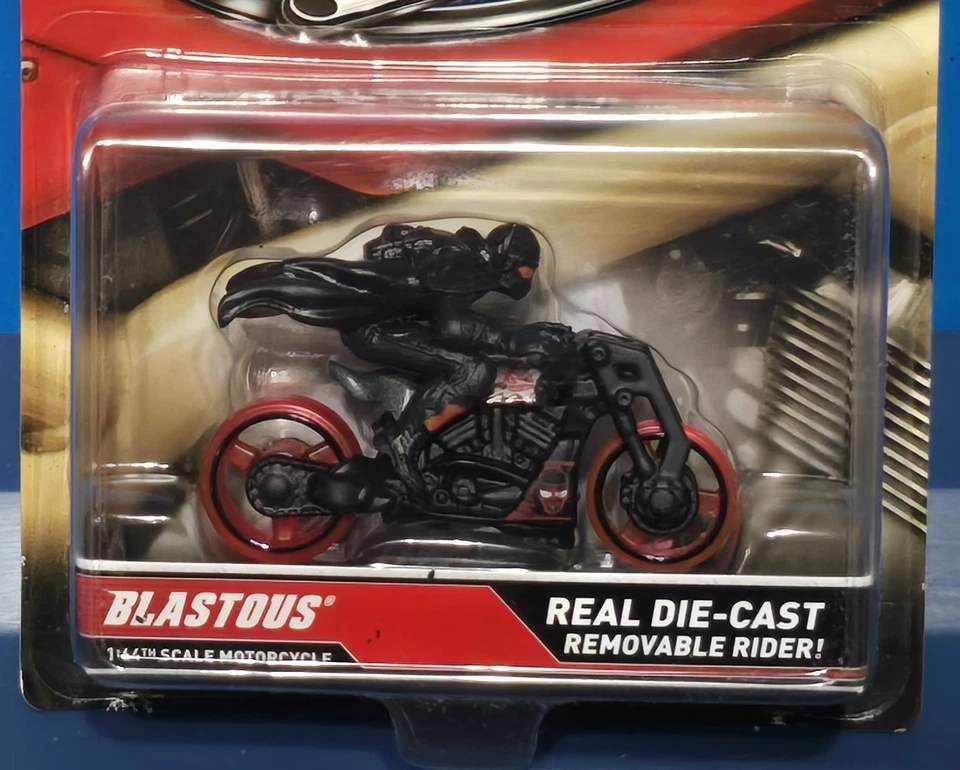 BLASTOUS®
1:64TH SCALE MOTORCYCLE
REAL DIE-CAST
REMOVABLE RIDER!